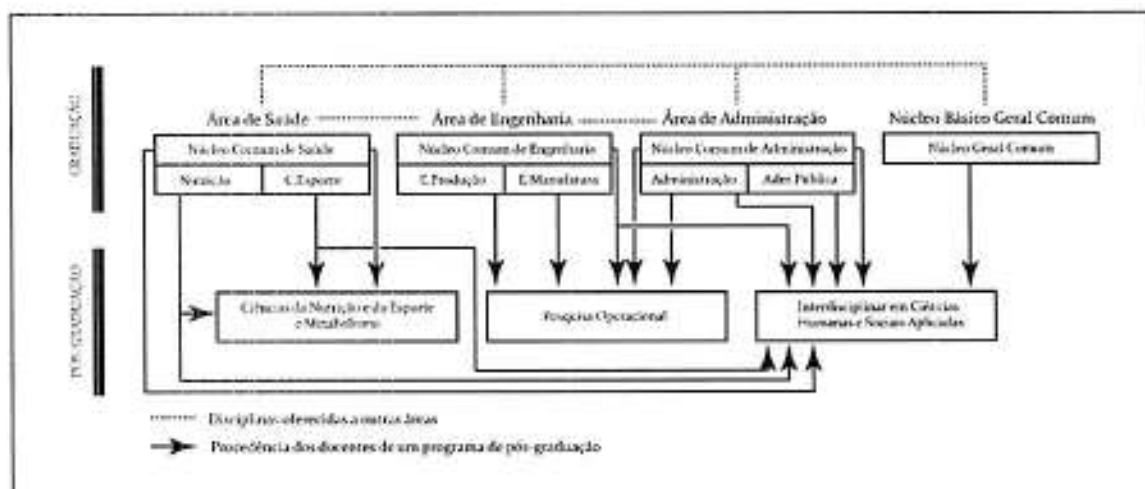 GRADUAÇÃO
Área de Saúde
Área de Engenharia
Área de Administração
Núcleo Básico Geral Comum
Núcleo Comum de Saúde
Núcleo Comum de Engenharia
Núcleo Comum de Administração
Núcleo Geral Comum
Nutrição
C.Esporte
E.Produção
E.Manufatura
Administração
Adm Pública
PÓS-GRADUAÇÃO
Ciências da Nutrição e do Esporte
e Metabolismo
Pesquisa Operacional
Interdisciplinar em Ciências
Humanas e Sociais Aplicadas
Disciplinas oferecidas a outras áreas
Procedência dos docentes de um programa de pós-graduação